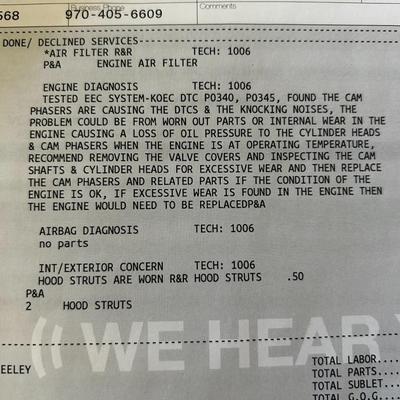 568
Business Phone
970-405-6609
Comments
DONE/ DECLINED SERVICES
*AIR FILTER R&R TECH: 1006
P&A ENGINE AIR FILTER
ENGINE DIAGNOSIS TECH: 1006
TESTED EEC SYSTEM-KOEC DTC P0340, P0345, FOUND THE CAM
PHASERS ARE CAUSING THE DTCS & THE KNOCKING NOISES, THE
PROBLEM COULD BE FROM WORN OUT PARTS OR INTERNAL WEAR IN THE
ENGINE CAUSING A LOSS OF OIL PRESSURE TO THE CYLINDER HEADS
& CAM PHASERS WHEN THE ENGINE IS AT OPERATING TEMPERATURE,
RECOMMEND REMOVING THE VALVE COVERS AND INSPECTING THE CAM
SHAFTS & CYLINDER HEADS FOR EXCESSIVE WEAR AND THEN REPLACE
THE CAM PHASERS AND RELATED PARTS IF THE CONDITION OF THE
ENGINE IS OK, IF EXCESSIVE WEAR IS FOUND IN THE ENGINE THEN
THE ENGINE WOULD NEED TO BE REPLACEDP&A
AIRBAG DIAGNOSIS TECH: 1006
no parts
INT/EXTERIOR CONCERN TECH: 1006
HOOD STRUTS ARE WORN R&R HOOD STRUTS .50
P&A
2 HOOD STRUTS
WE HEAR
EELEY
TOTAL LABOR....
TOTAL PARTS....
TOTAL SUBLET...
TOTAL G.O.G....